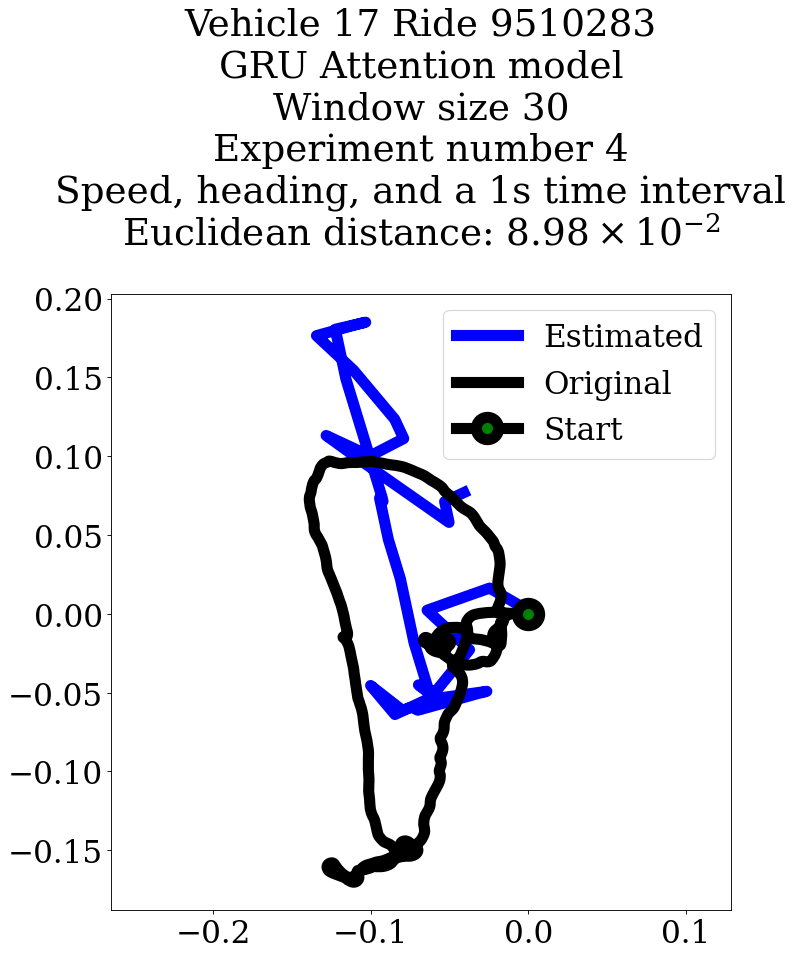 Vehicle 17 Ride 9510283
GRU Attention model
Window size 30
Experiment number 4
Speed, heading, and a 1s time interval
Euclidean distance: 8.98 × 10⁻²
Estimated
Original
Start
0.20
0.15
0.10
0.05
0.00
−0.05
−0.10
−0.15
−0.2
−0.1
0.0
0.1